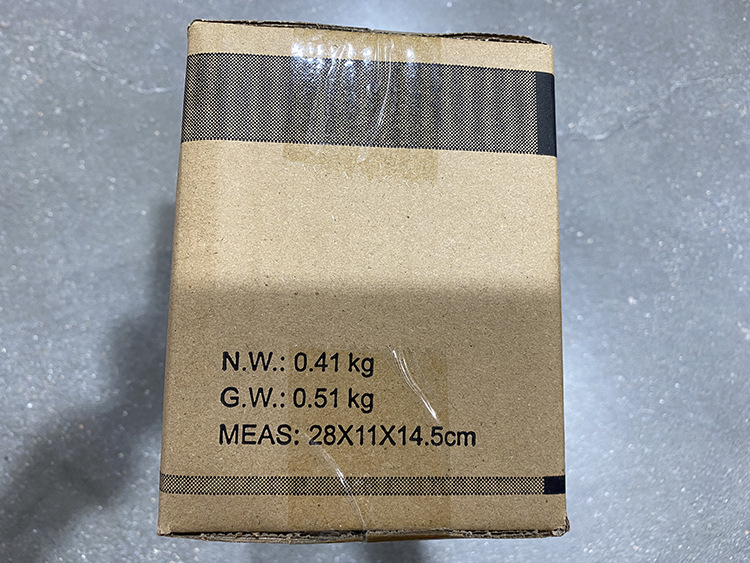 N.W.: 0.41 kg
G.W.: 0.51 kg
MEAS: 28X11X14.5cm